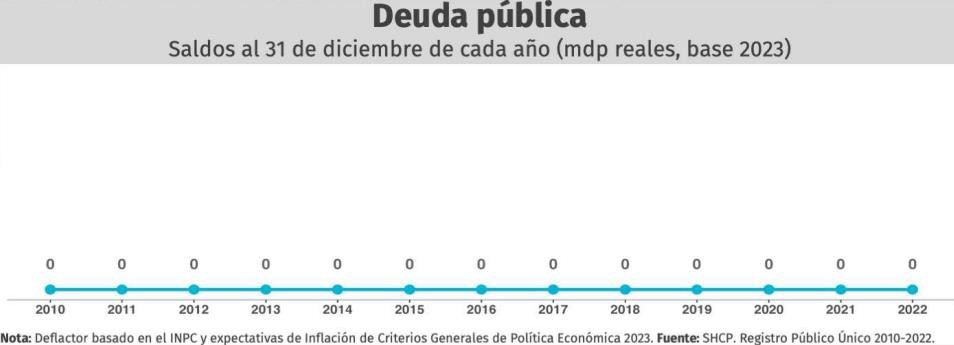 Deuda pública
Saldos al 31 de diciembre de cada año (mdp reales, base 2023)
0 0 0 0 0 0 0 0 0 0 0 0 0
2010 2011 2012 2013 2014 2015 2016 2017 2018 2019 2020 2021 2022
Nota: Deflactor basado en el INPC y expectativas de Inflación de Criterios Generales de Política Económica 2023. Fuente: SHCP. Registro Público Único 2010-2022.